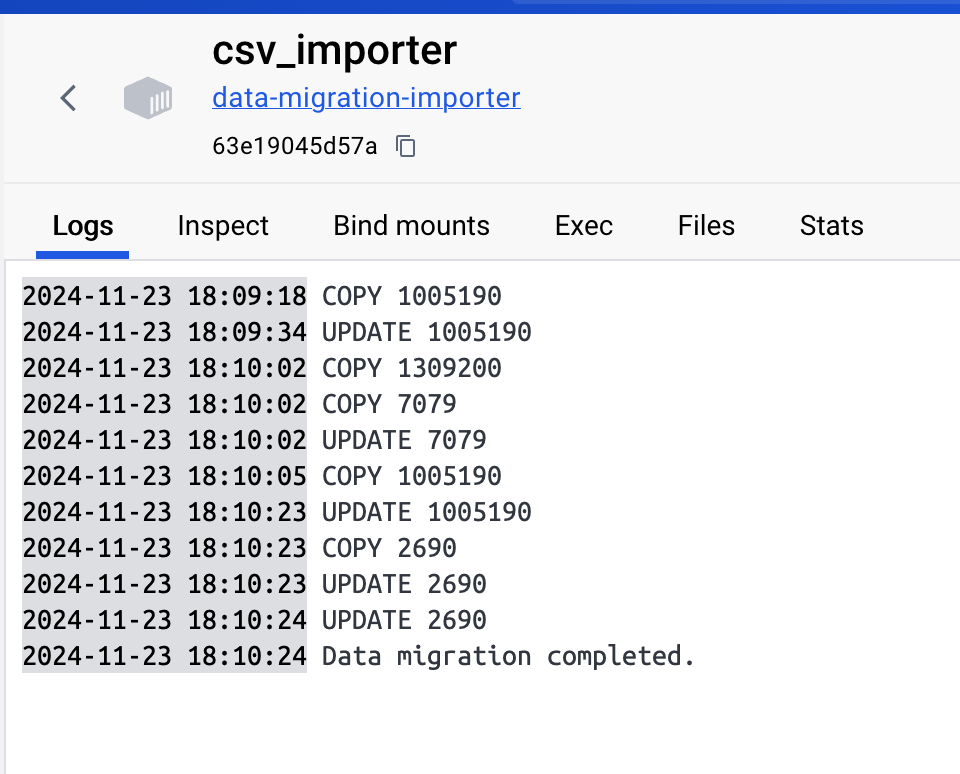 csv_importer
data-migration-importer
63e19045d57a
Logs Inspect Bind mounts Exec Files Stats
2024-11-23 18:09:18 COPY 1005190
2024-11-23 18:09:34 UPDATE 1005190
2024-11-23 18:10:02 COPY 1309200
2024-11-23 18:10:02 COPY 7079
2024-11-23 18:10:02 UPDATE 7079
2024-11-23 18:10:05 COPY 1005190
2024-11-23 18:10:23 UPDATE 1005190
2024-11-23 18:10:23 COPY 2690
2024-11-23 18:10:23 UPDATE 2690
2024-11-23 18:10:24 UPDATE 2690
2024-11-23 18:10:24 Data migration completed.